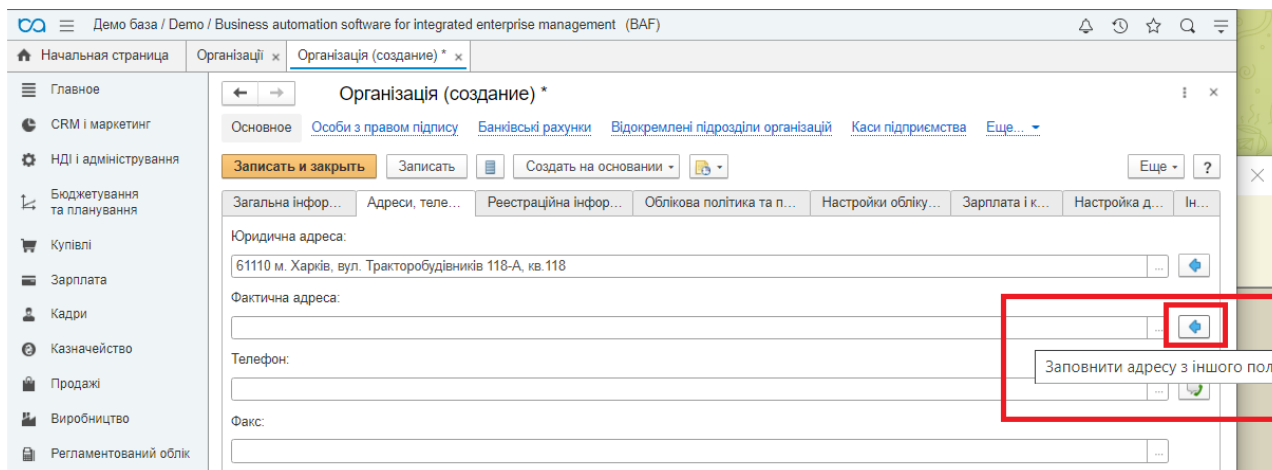 Демо база / Demo / Business automation software for integrated enterprise management (BAF)
Начальная страница Організації × Організація (создание) * ×
Главное
CRM і маркетинг
НДІ і адміністрування
Бюджетування
та планування
Купівлі
Зарплата
Кадри
Казначейство
Продажі
Виробництво
Регламентований облік
Організація (создание) *
Основное Особи з правом підпису Банківські рахунки Відокремлені підрозділи організацій Каси підприємства Еще...
Записать и закрыть Записать Создать на основании Еще ?
Загальна інфор... Адреси, теле... Реестраційна інфор... Облікова політика та п... Настройки обліку... Зарплата і к... Настройка д... Ін...
Юридична адреса:
61110 м. Харків, вул. Тракторобудівників 118-А, кв.118 ...
Фактична адреса:
...
Заповнити адресу з іншого пол
Телефон:
...
Факс:
...